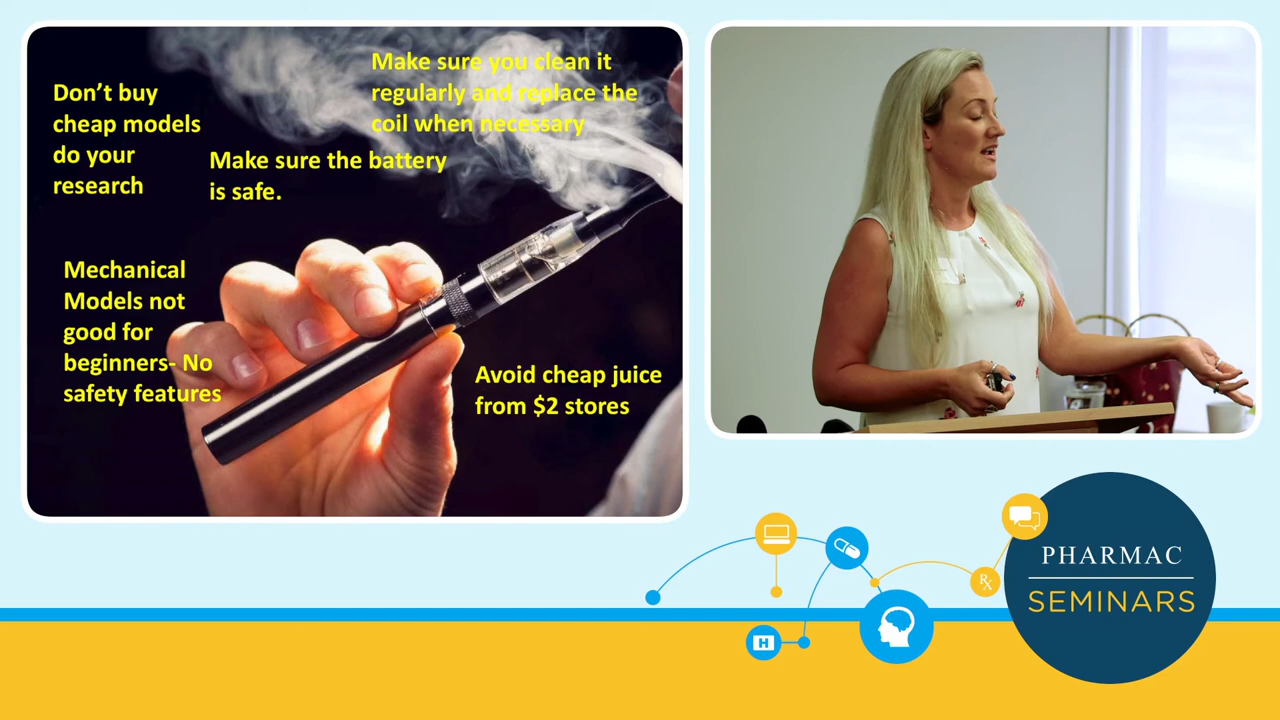 Don’t buy
cheap models
do your
research
Make sure you clean it
regularly and replace the
coil when necessary
Make sure the battery
is safe.
Mechanical
Models not
good for
beginners- No
safety features
Avoid cheap juice
from $2 stores
H
Rx
PHARMAC
SEMINARS